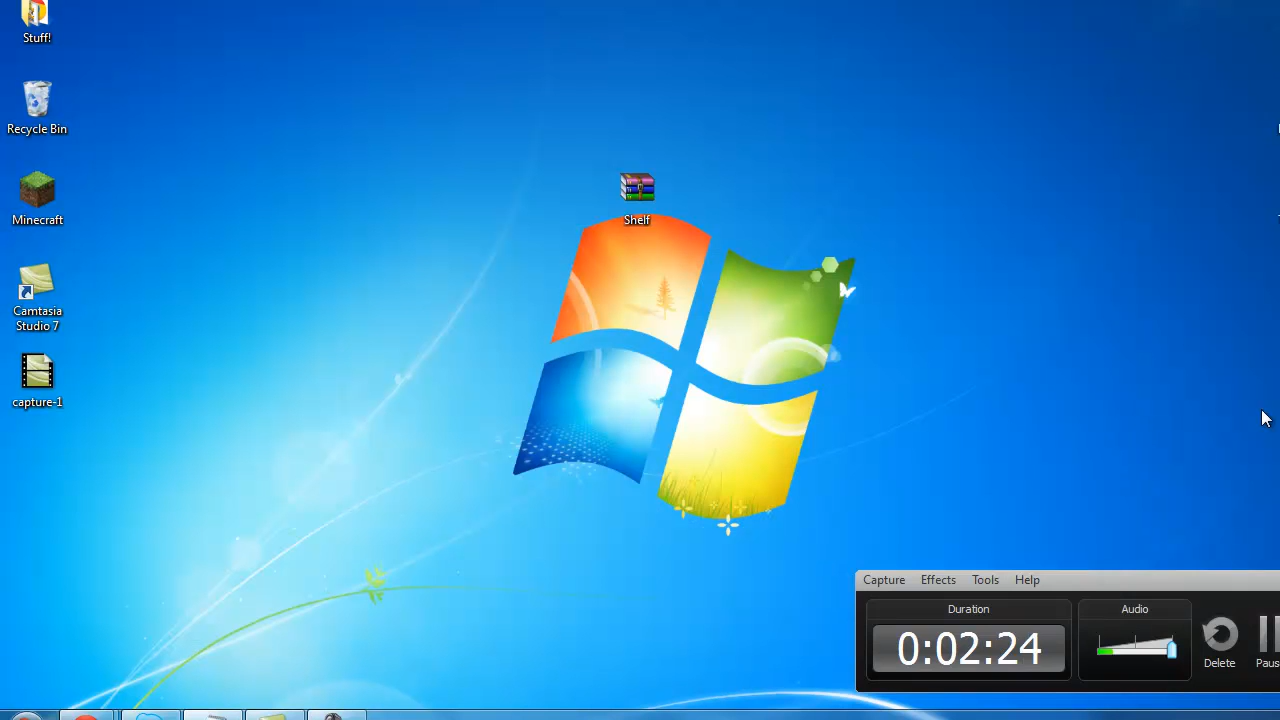 Stuff!
Recycle Bin
Minecraft
Camtasia
Studio 7
capture-1
Shelf
Capture Effects Tools Help
Duration
Audio
0:02:24
Delete